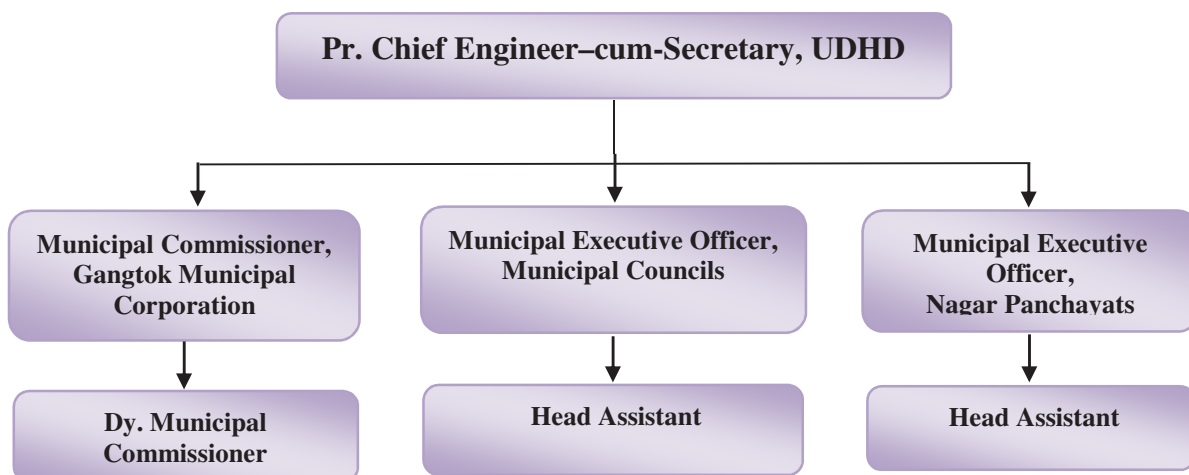 Pr. Chief Engineer–cum-Secretary, UDHD
Municipal Commissioner,
Gangtok Municipal
Corporation
Municipal Executive Officer,
Municipal Councils
Municipal Executive
Officer,
Nagar Panchayats
Dy. Municipal
Commissioner
Head Assistant
Head Assistant